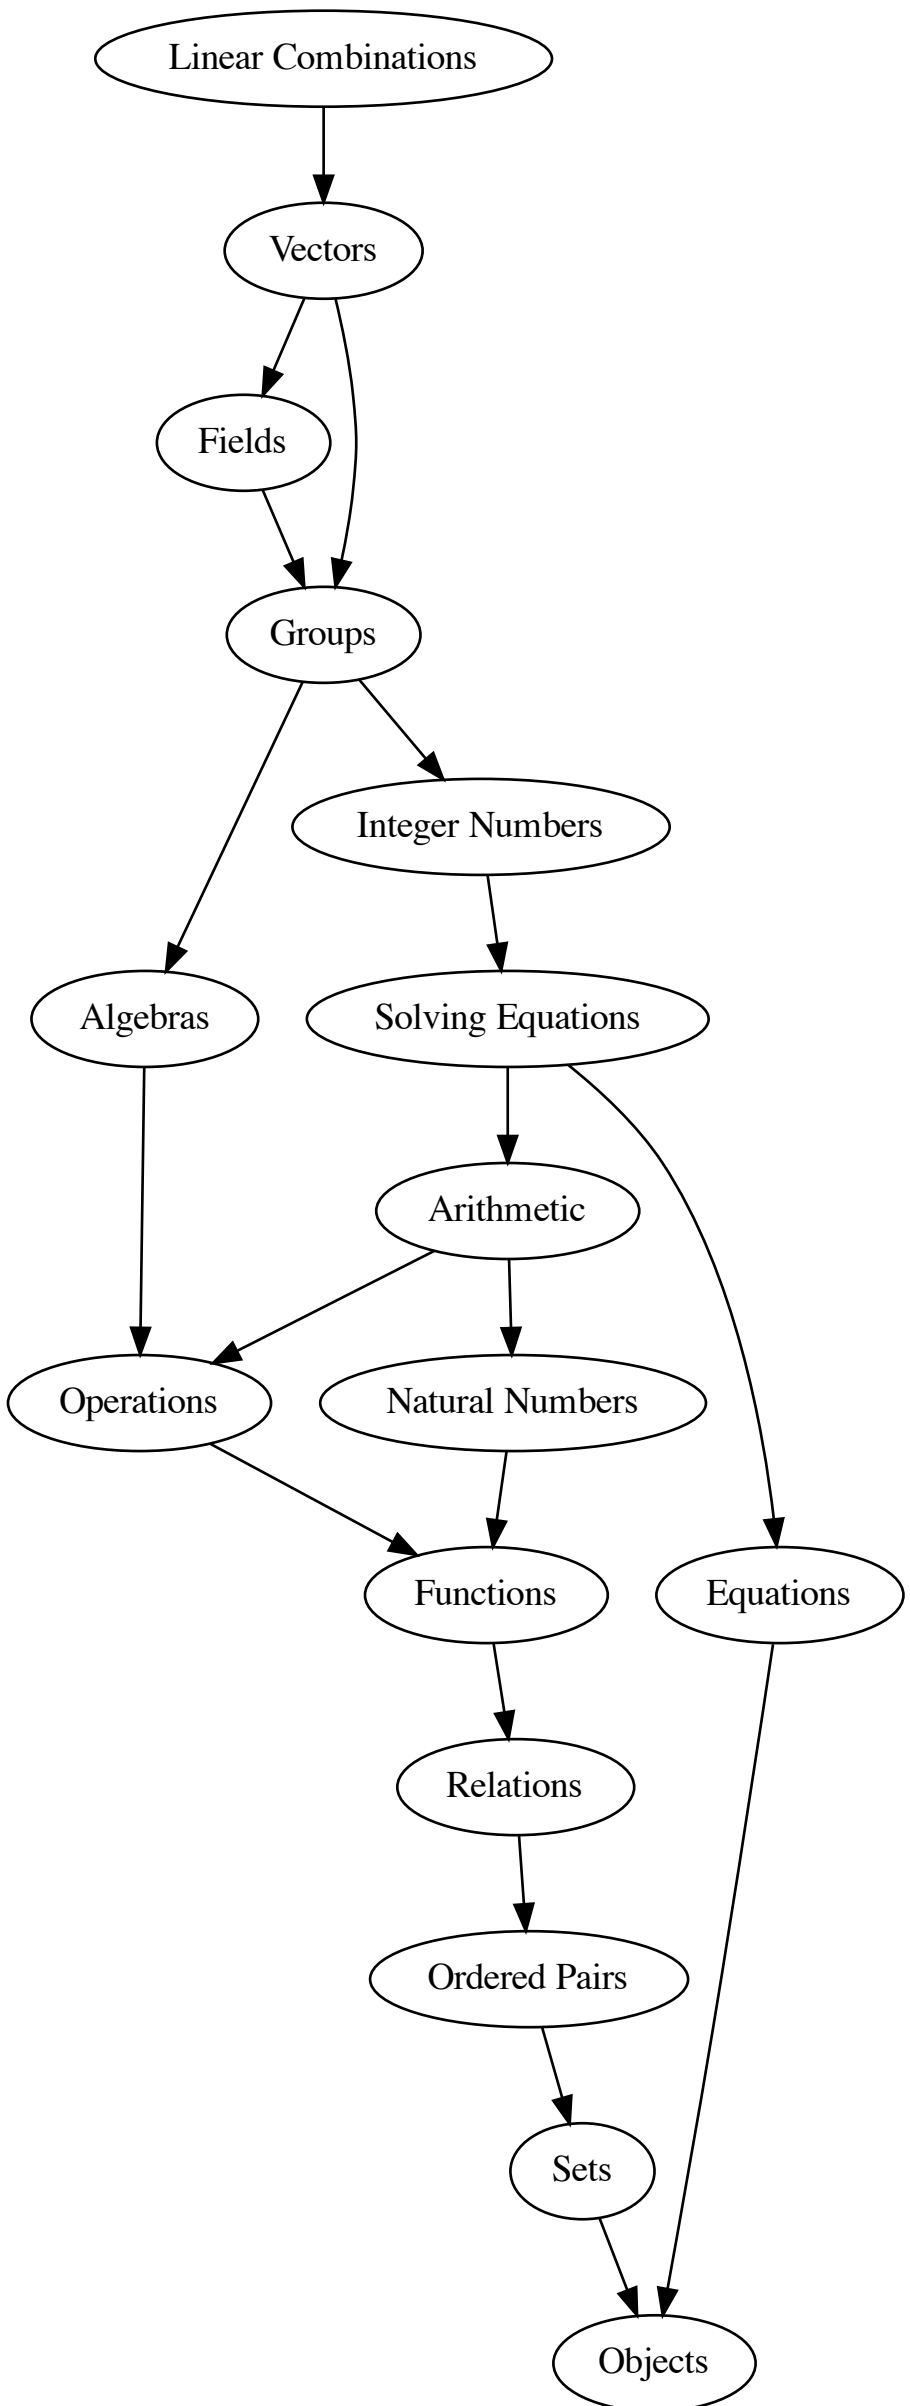 Linear Combinations
Vectors
Fields
Groups
Integer Numbers
Algebras
Solving Equations
Arithmetic
Operations
Natural Numbers
Functions
Equations
Relations
Ordered Pairs
Sets
Objects